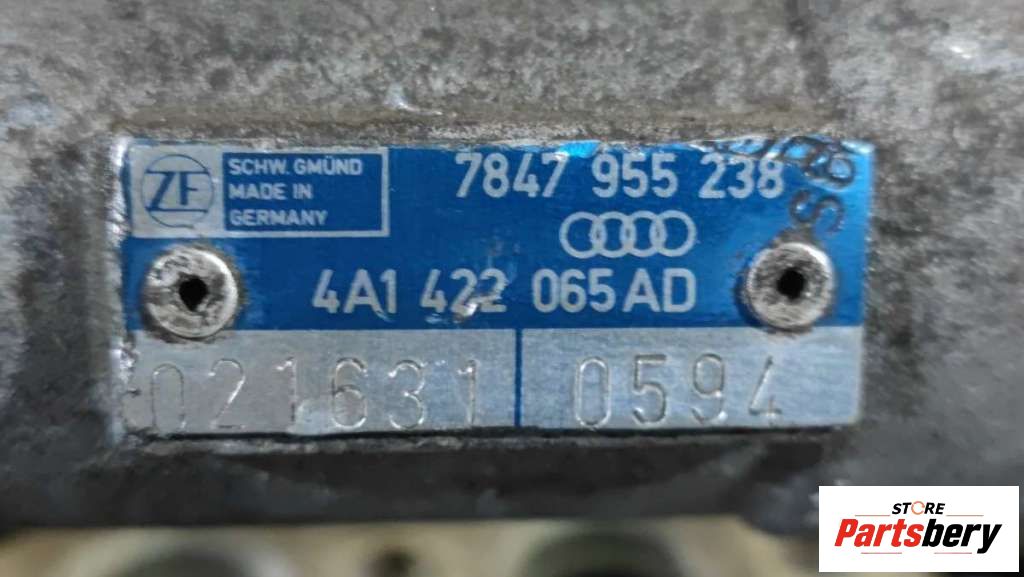 ZF
SCHW. GMÜND
MADE IN
GERMANY
7847 955 238
4A1 422 065 AD
021631 0594
STORE
Partsbery